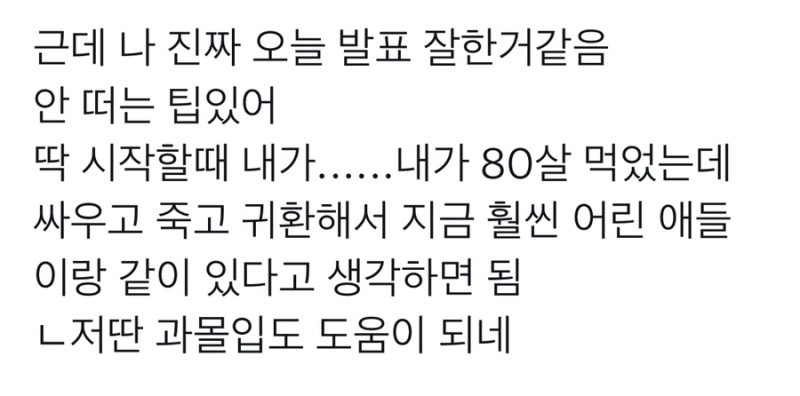 근데 나 진짜 오늘 발표 잘한거같음
안 떠는 팁있어
딱 시작할때 내가......내가 80살 먹었는데
싸우고 죽고 귀환해서 지금 훨씬 어린 애들
이랑 같이 있다고 생각하면 됨
ㄴ저딴 과몰입도 도움이 되네